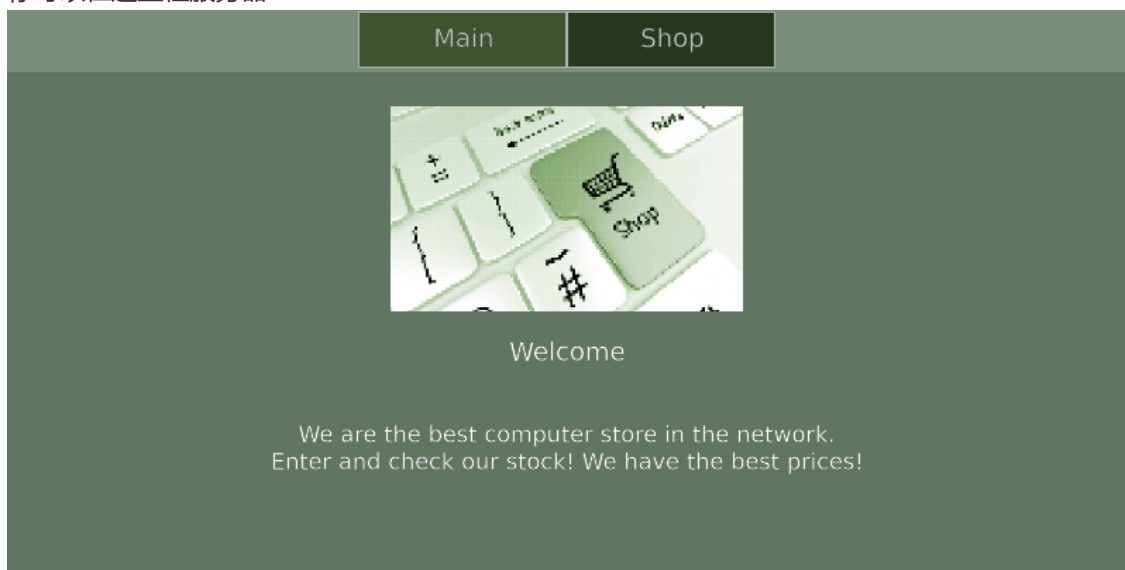 Main
Shop
+
=
Shop
#
Welcome
We are the best computer store in the network.
Enter and check our stock! We have the best prices!